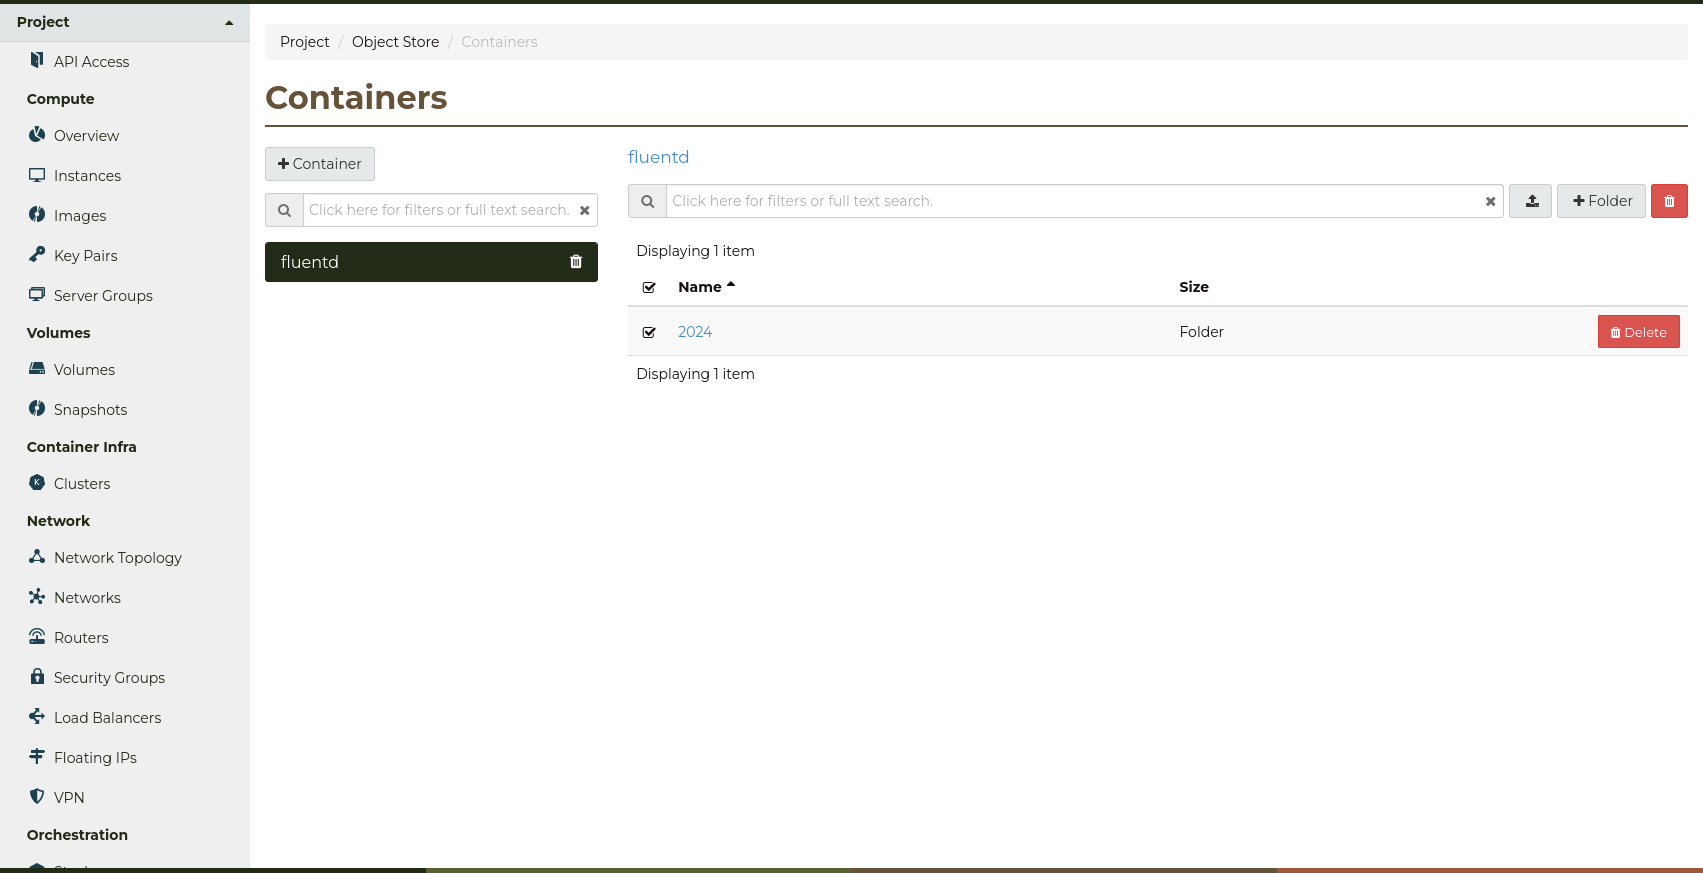 Project
API Access
Compute
Overview
Instances
Images
Key Pairs
Server Groups
Volumes
Volumes
Snapshots
Container Infra
K Clusters
Network
Network Topology
Networks
Routers
Security Groups
Load Balancers
Floating IPs
VPN
Orchestration
Project / Object Store / Containers
Containers
Container
Click here for filters or full text search.
fluentd
fluentd
Click here for filters or full text search.
Folder
Displaying 1 item
Name Size
2024 Folder Delete
Displaying 1 item